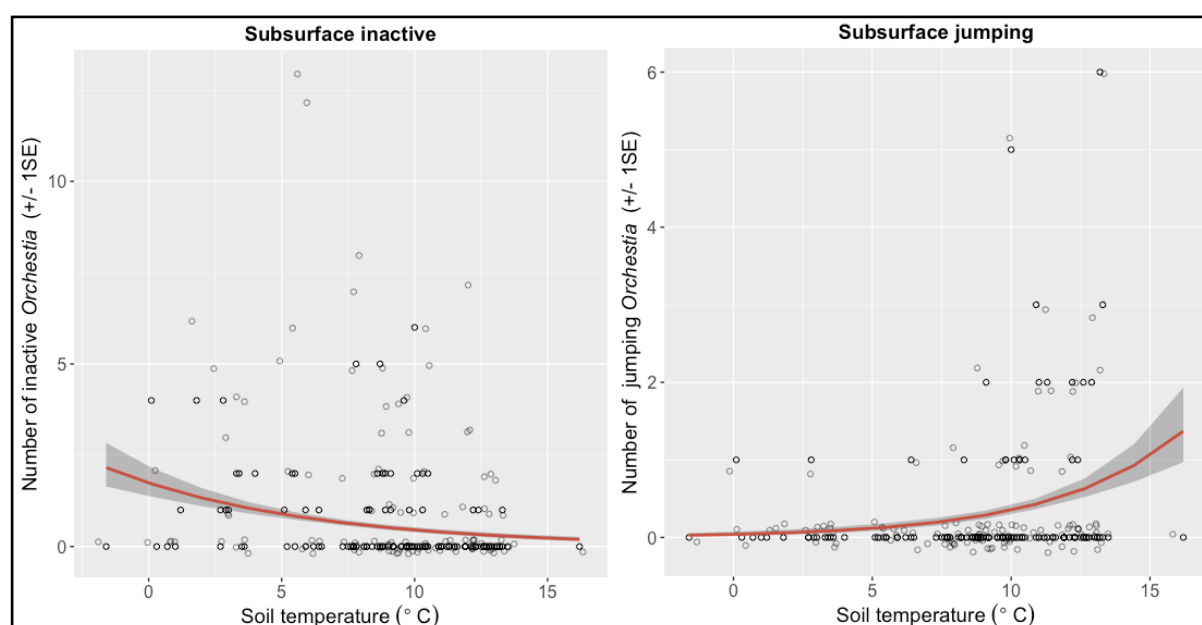 Subsurface inactive
Number of inactive Orchestia (+/- 1SE)
10
5
0
0
5
10
15
Soil temperature (° C)
Subsurface jumping
Number of jumping Orchestia (+/- 1SE)
6
4
2
0
0
5
10
15
Soil temperature (° C)